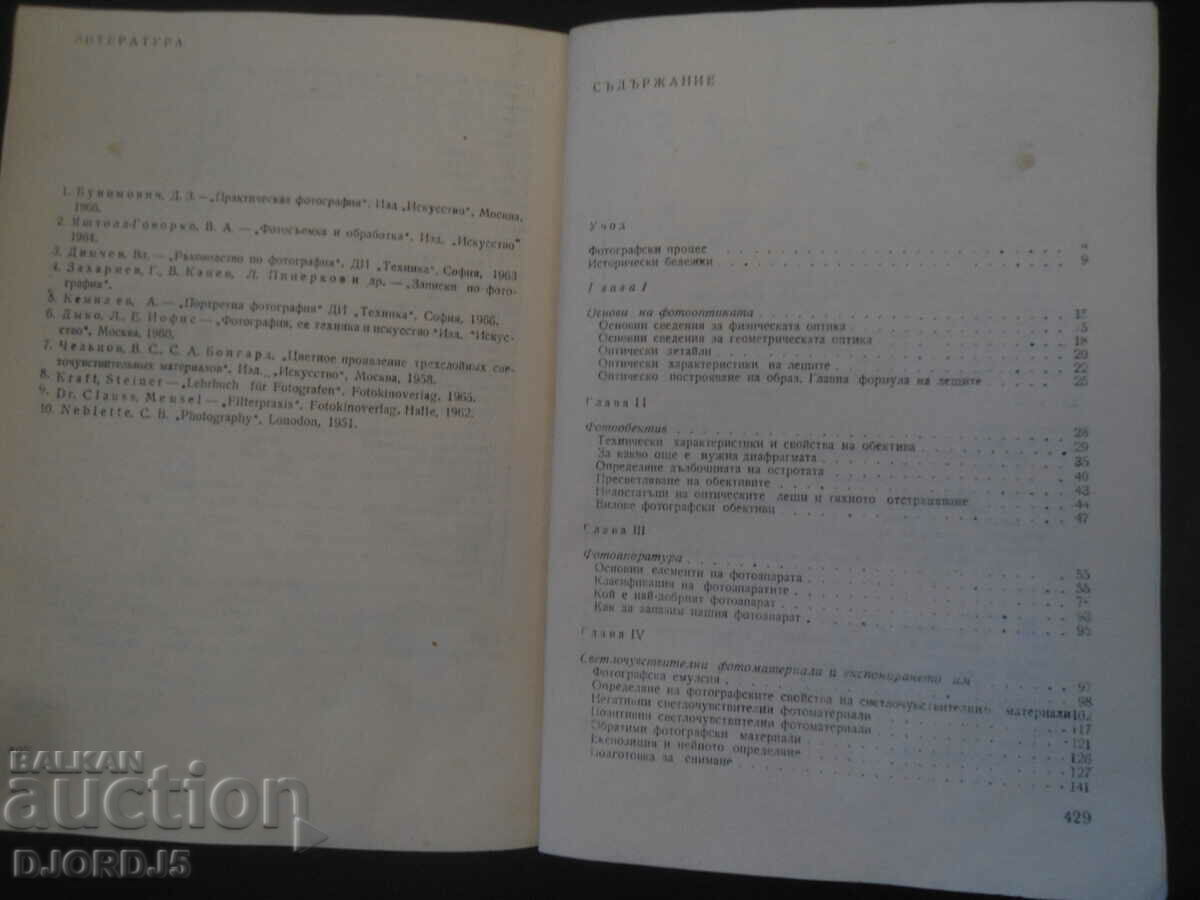 ЛИТЕРАТУРА
1. Бунимович, Д. З. — „Практическая фотография“, Изд „Искусство“, Москва,
1966.
2. Яштолд-Говорко, В. А. — „Фотосъемка и обработка“, Изд. „Искусство“
1964.
3. Димчев, Вл. — „Ръководство по фотография“, ДИ „Техника“, София, 1963
4. Захариев, Г., В. Канев, Л. Пиперков и др. — „Записки по фото-
графия“.
5. Кемилев, А. — „Портретна фотография“ ДИ „Техника“, София, 1966.
6. Дыко, Л., Е. Иофис — „Фотография, ее техника и искусство “Изд. “Искус-
ство“, Москва, 1960.
7. Чельцов, В. С., С. А. Бонгард, „Цветное проявление трехслойных све-
точувствительных материалов“, Изд... „Искусство“, Москва, 1958.
8. Kraft, Steiner — „Lehrbuch für Fotografen“, Fotokinoverlag, 1965.
9. Dr. Clauss, Meusel — „Filterpraxis“, Fotokinoverlag, Halle, 1962.
10. Neblette, C. B. „Photography“, Lonodon, 1951.
СЪДЪРЖАНИЕ
Увод
Фотографски процес
Исторически бележки 9
Глава I
Основи на фотооптиката
Основни сведения за физическата оптика
Основни сведения за геометрическата оптика 18
Оптически детайли 20
Оптически характеристики на лещите 22
Оптическо построяване на образ. Главна формула на лещите 25
Глава II
Фотообектив 28
Технически характеристики и свойства на обектива 29
За какво още е нужна диафрагмата 35
Определяне дълбочината на остротата 40
Пресветляване на обективите 43
Недостатъци на оптическите лещи и тяхното отстраняване 44
Видове фотографски обективи 47
Глава III
Фотоапаратура
Основни елементи на фотоапарата 55
Класификация на фотоапаратите
Кой е най-добрият фотоапарат
Как да запазим нашия фотоапарат
95
Глава IV
Светлочувствителни фотоматериали и експонирането им
Фотографска емулсия 97
Определяне на фотографските свойства на светлочувствителните материали 98
Негативни светлочувствителни фотоматериали 102
Позитивни светлочувствителни фотоматериали 117
Обратими фотографски материали 121
Експозиция и нейното определяне 126
Подготовка за снимане 127
141
429
BALKAN
auction
DJORDJ5